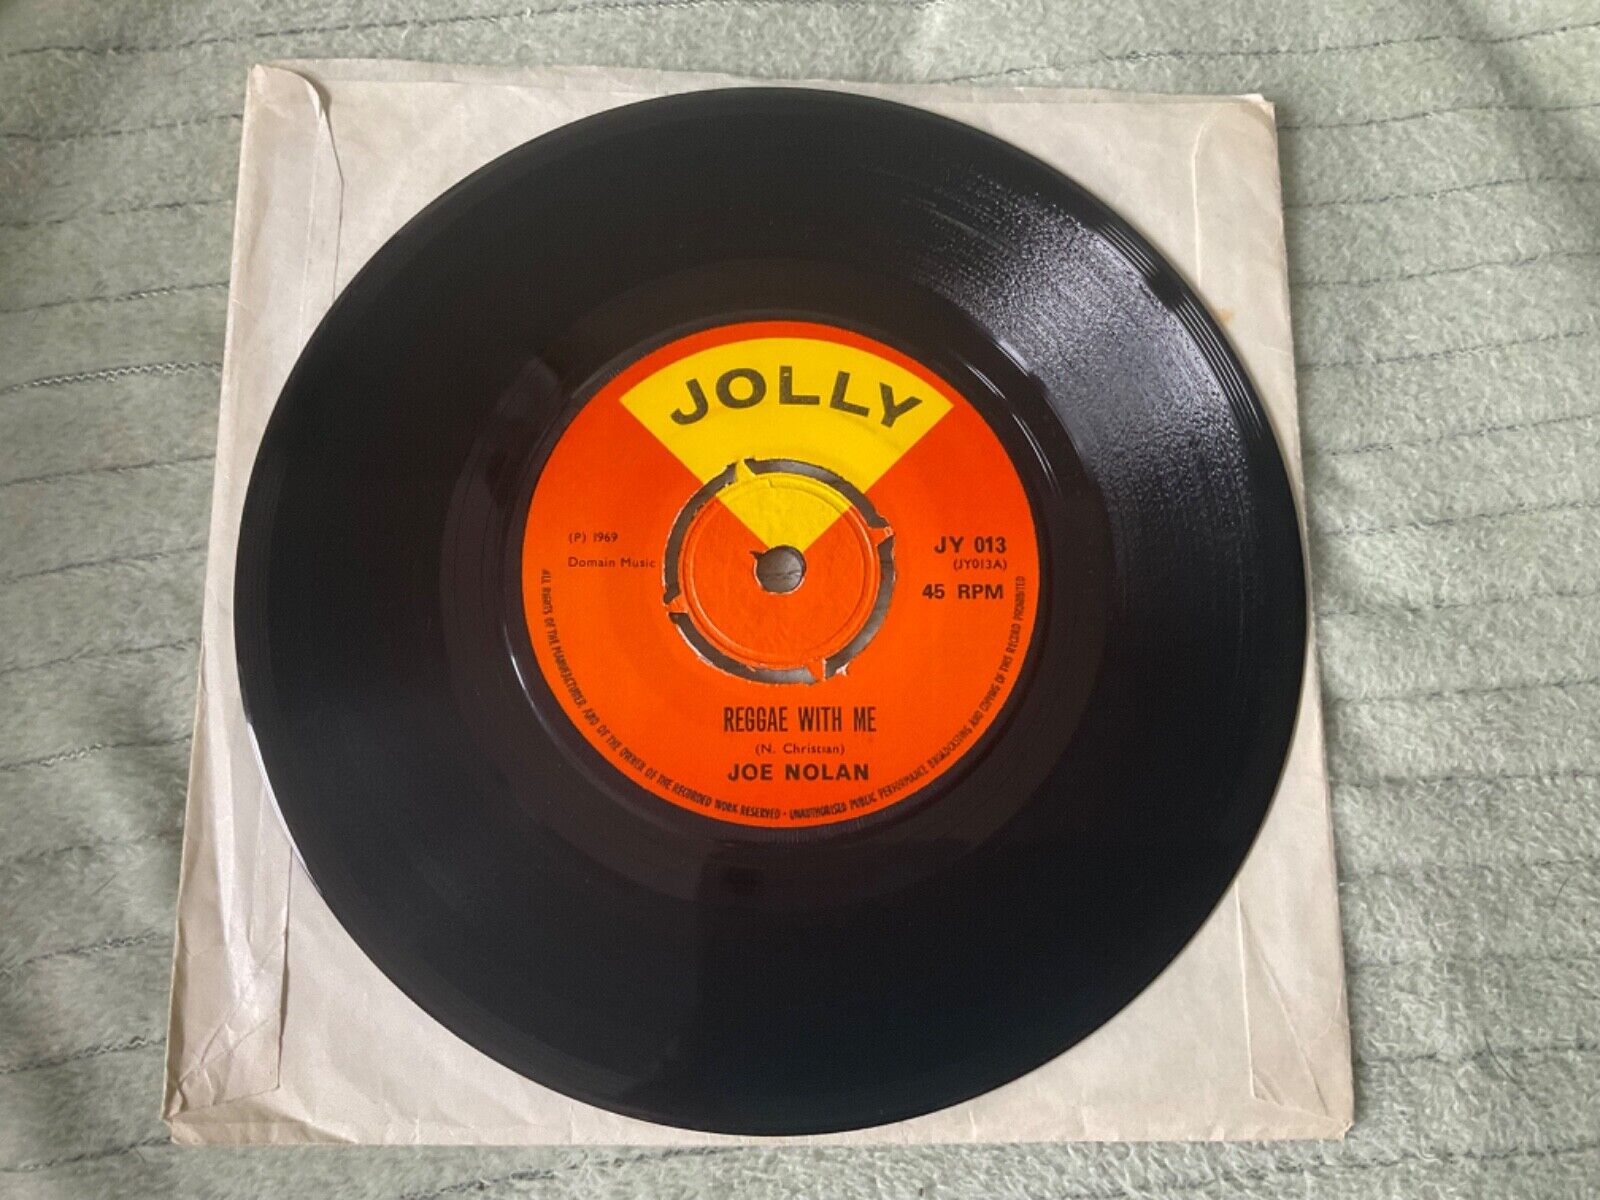 JOLLY
(P) 1969
Domain Music
JY 013
(JY013A)
45 RPM
REGGAE WITH ME
(N. Christian)
JOE NOLAN
ALL RIGHTS OF THE MANUFACTURER AND OF THE OWNER OF THE RECORDED WORK RESERVED · UNAUTHORISED PUBLIC PERFORMANCE BROADCASTING AND COPYING OF THIS RECORD PROHIBITED